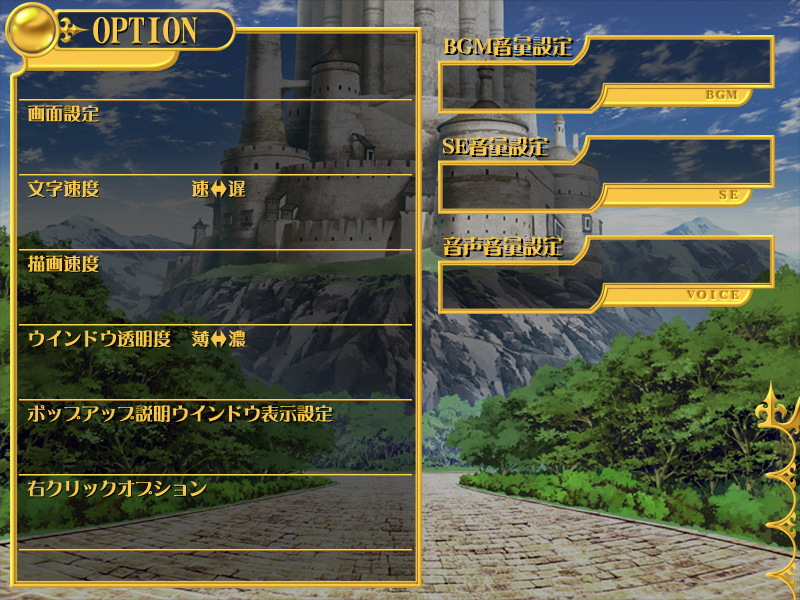 OPTION
画面設定
文字速度 速⇔遅
描画速度
ウインドウ透明度 薄⇔濃
ポップアップ説明ウインドウ表示設定
右クリックオプション
BGM音量設定
BGM
SE音量設定
SE
音声音量設定
VOICE